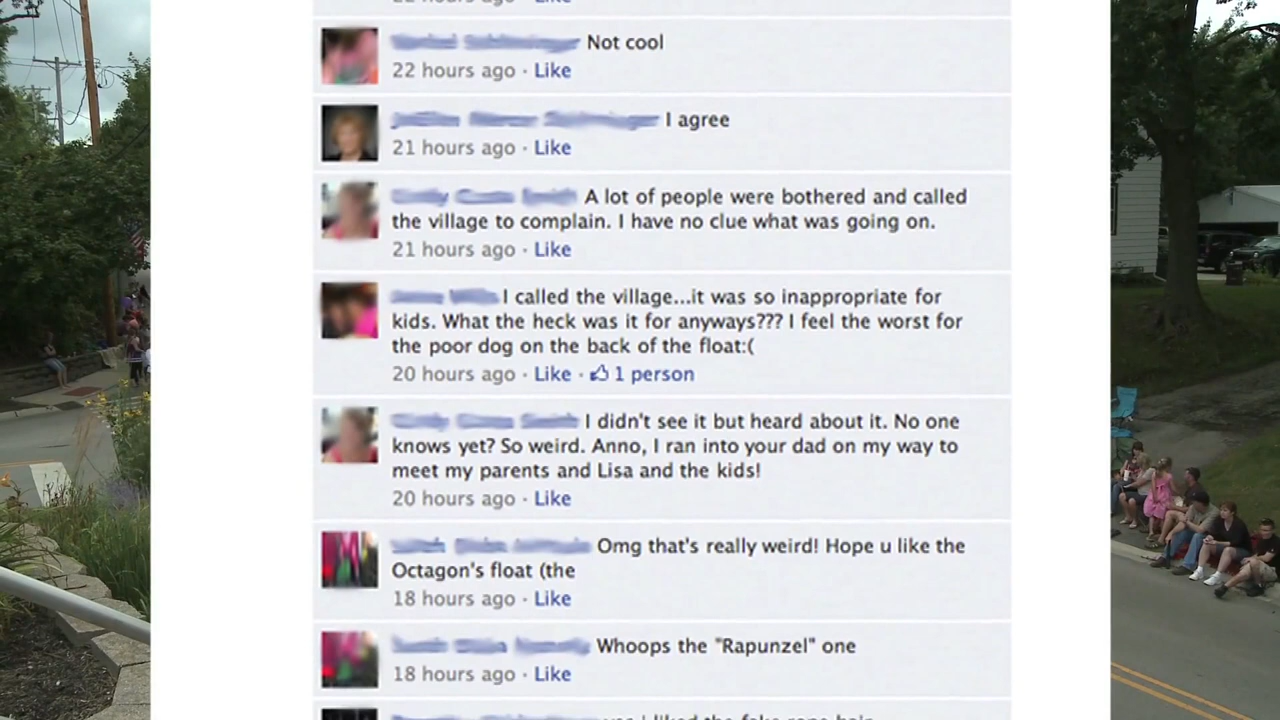 Like
Not cool
22 hours ago · Like
I agree
21 hours ago · Like
A lot of people were bothered and called
the village to complain. I have no clue what was going on.
21 hours ago · Like
I called the village...it was so inappropriate for
kids. What the heck was it for anyways??? I feel the worst for
the poor dog on the back of the float:(
20 hours ago · Like · 1 person
I didn't see it but heard about it. No one
knows yet? So weird. Anno, I ran into your dad on my way to
meet my parents and Lisa and the kids!
20 hours ago · Like
Omg that's really weird! Hope u like the
Octagon's float (the
18 hours ago · Like
Whoops the "Rapunzel" one
18 hours ago · Like